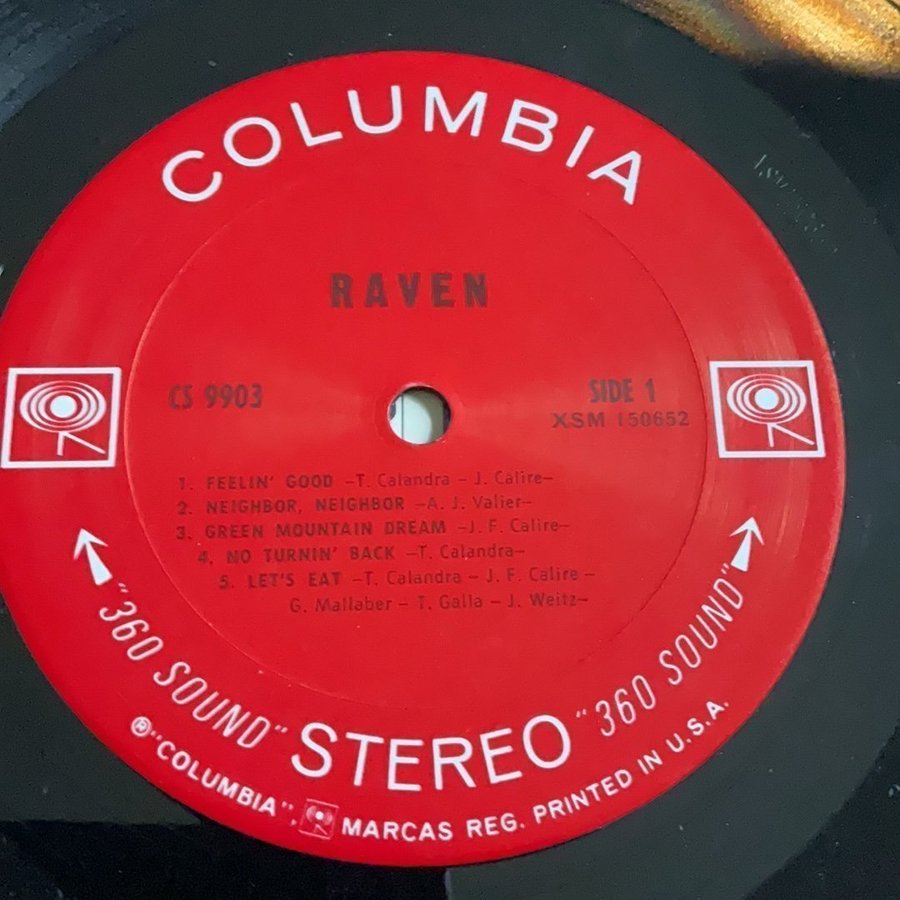 COLUMBIA
RAVEN
CS 9903
SIDE 1
XSM 150652
1. FEELIN' GOOD –T. Calandra – J. Calire–
2. NEIGHBOR, NEIGHBOR –A. J. Valier–
3. GREEN MOUNTAIN DREAM –J. F. Calire–
4. NO TURNIN' BACK –T. Calandra–
5. LET'S EAT –T. Calandra – J. F. Calire –
G. Mallaber – T. Galla – J. Weitz–
"360 SOUND" STEREO "360 SOUND"
®"COLUMBIA", MARCAS REG. PRINTED IN U.S.A.